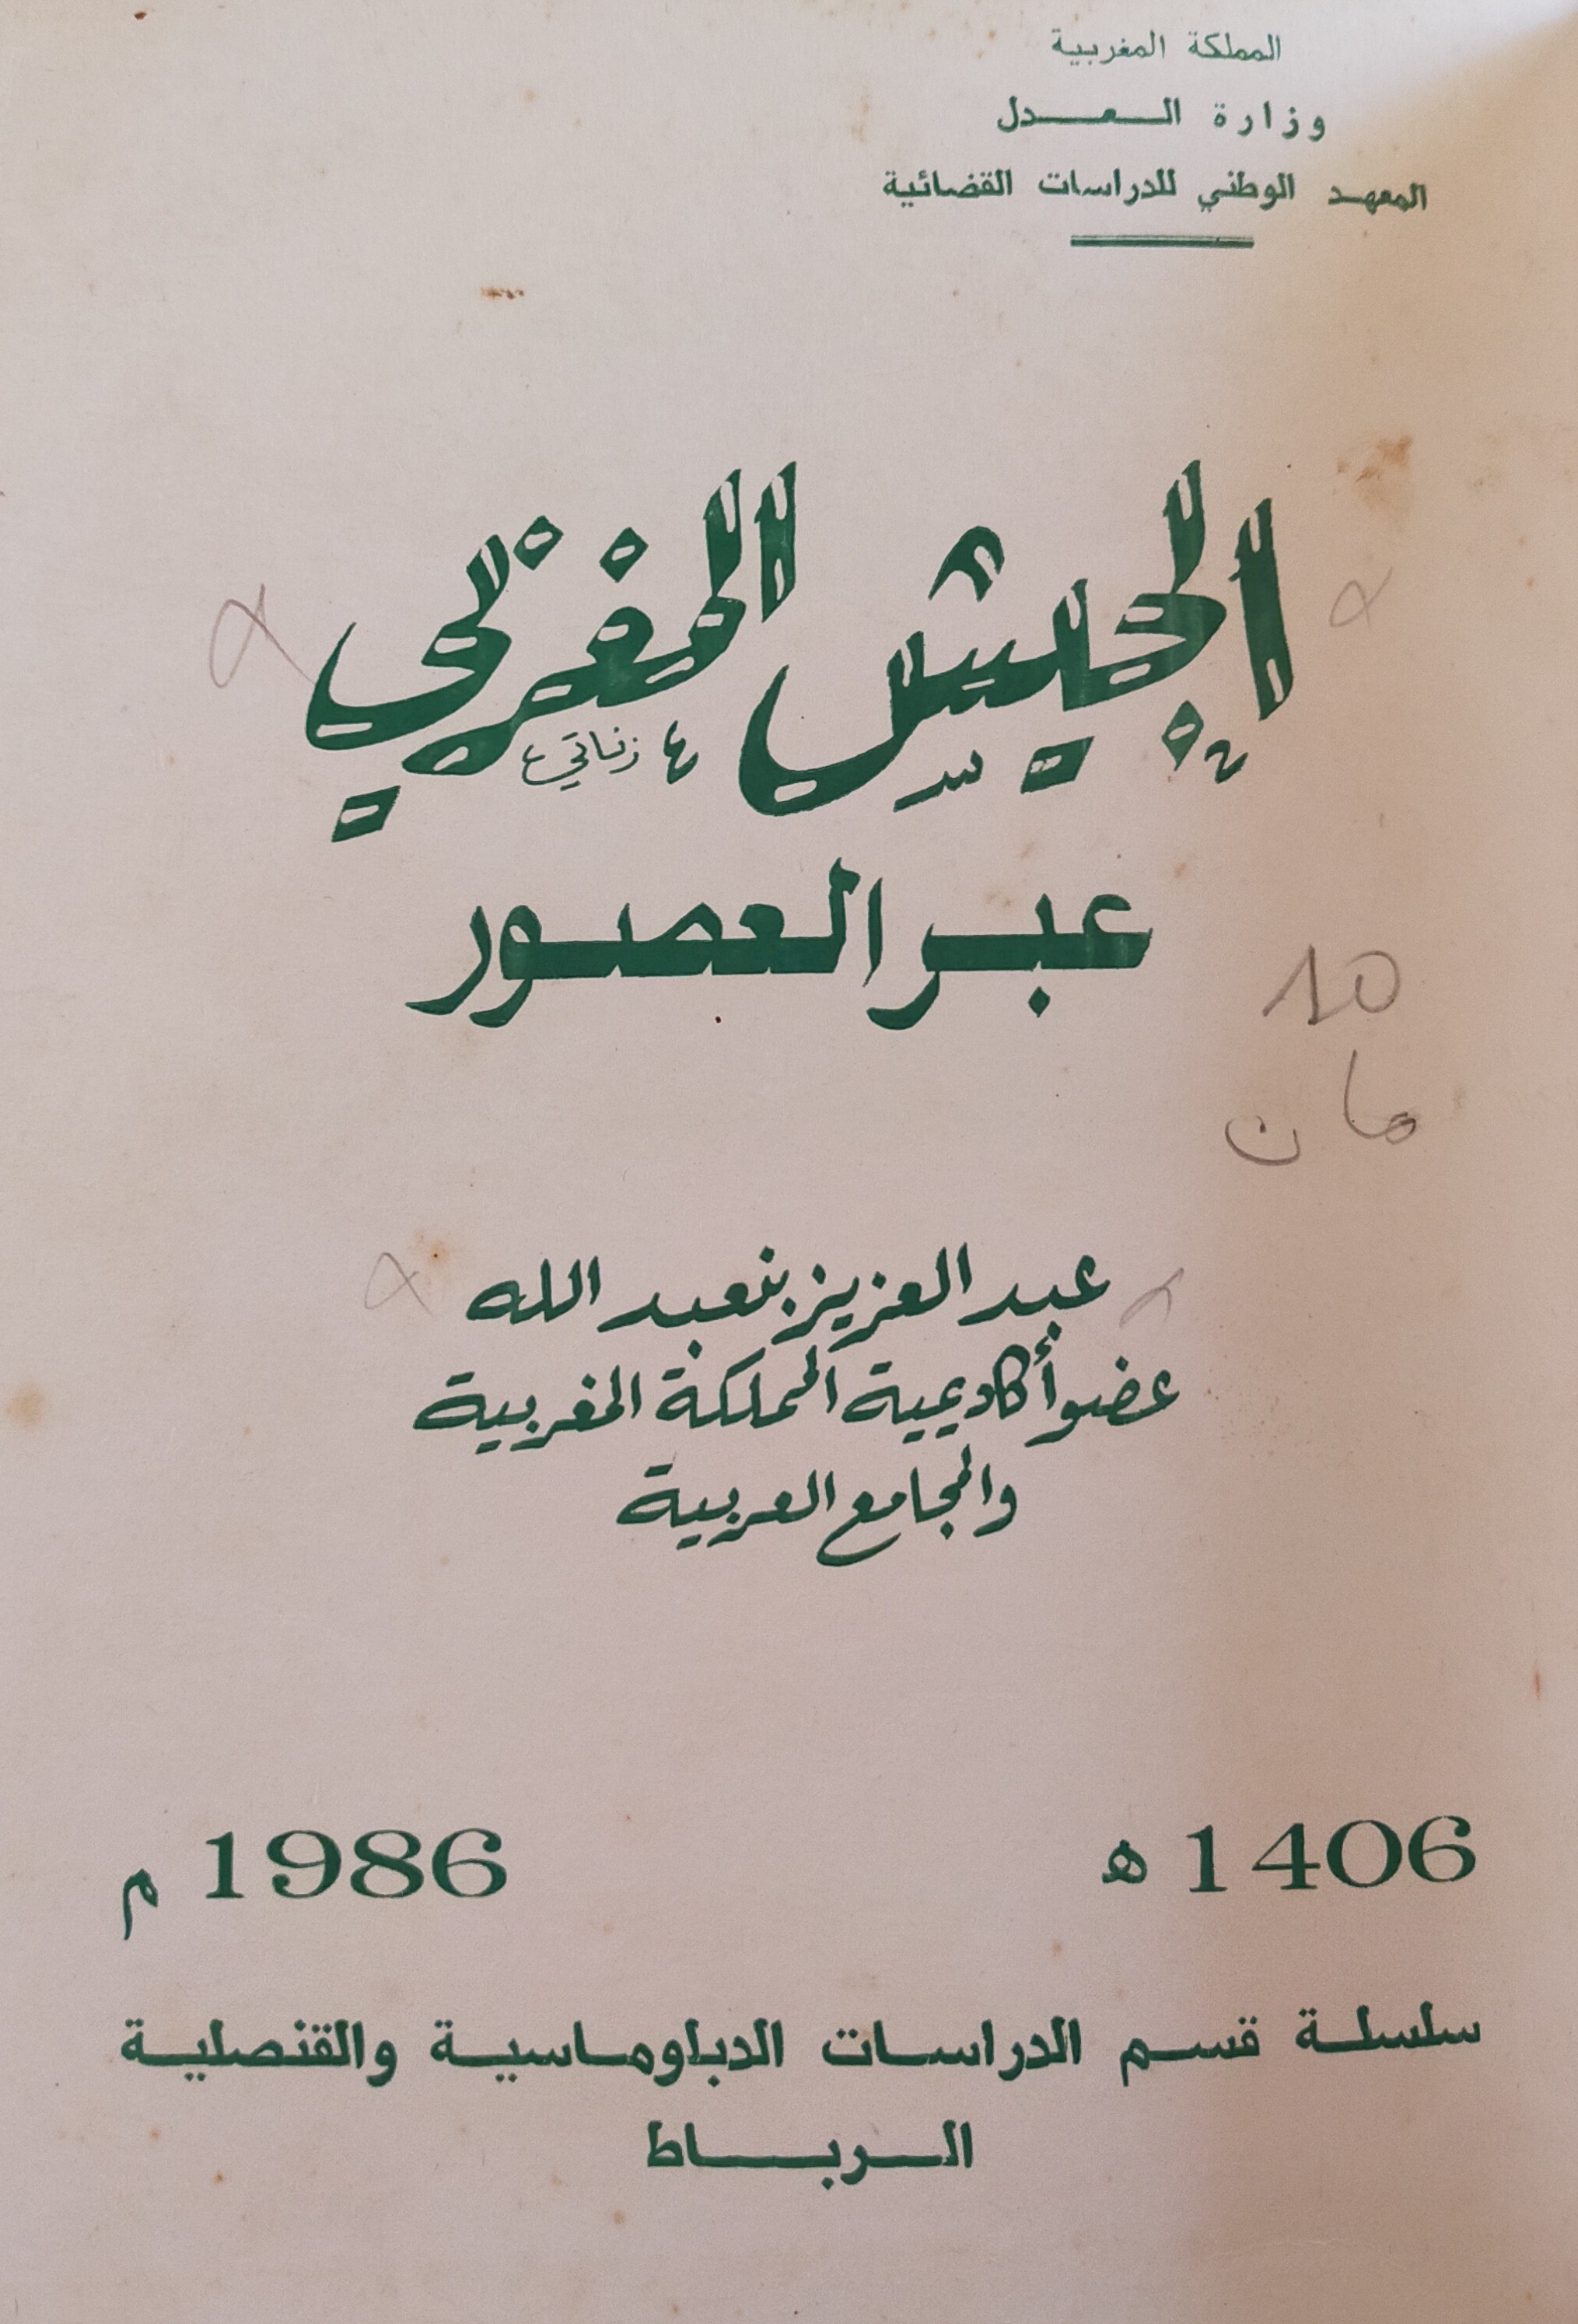 المملكة المغربية
وزارة العدل
المعهد الوطني للدراسات القضائية
الجيش المغربي
زناتي
عبر العصور
10
عبد العزيز بنعبد الله
عضو أكاديمية المملكة المغربية
والمجامع العربية
1406 ه 1986 م
سلسلة قسم الدراسات الدبلوماسية والقنصلية
الرباط